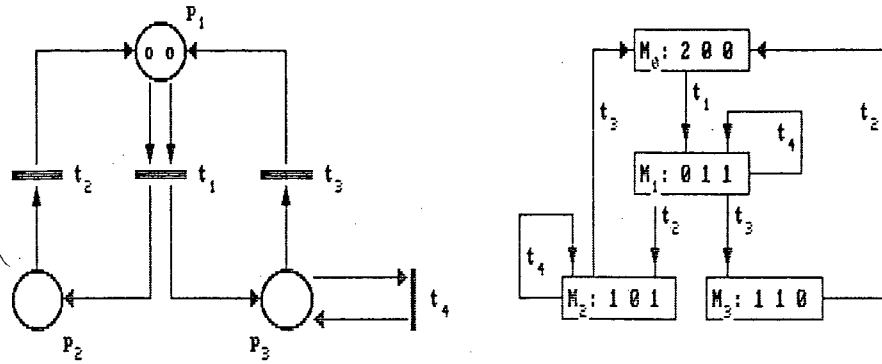 P₁
o o
t₂
t₁
t₃
P₂
P₃
t₄
M₀: 2 0 0
t₁
t₃
t₄
t₂
M₁: 0 1 1
t₂
t₃
t₄
M₂: 1 0 1
M₃: 1 1 0